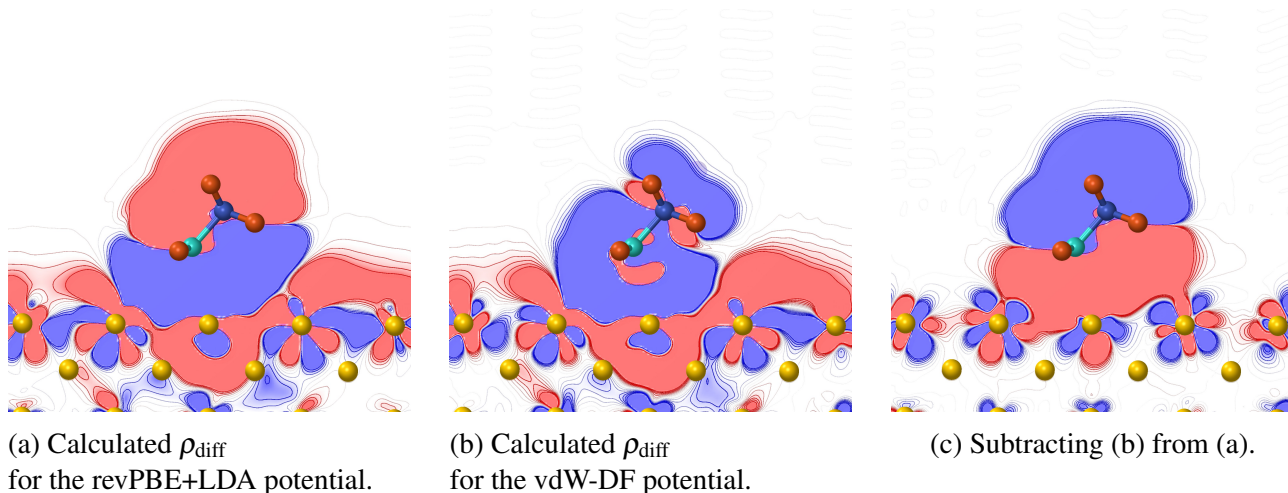 (a) Calculated ρdiff
for the revPBE+LDA potential.
(b) Calculated ρdiff
for the vdW-DF potential.
(c) Subtracting (b) from (a).